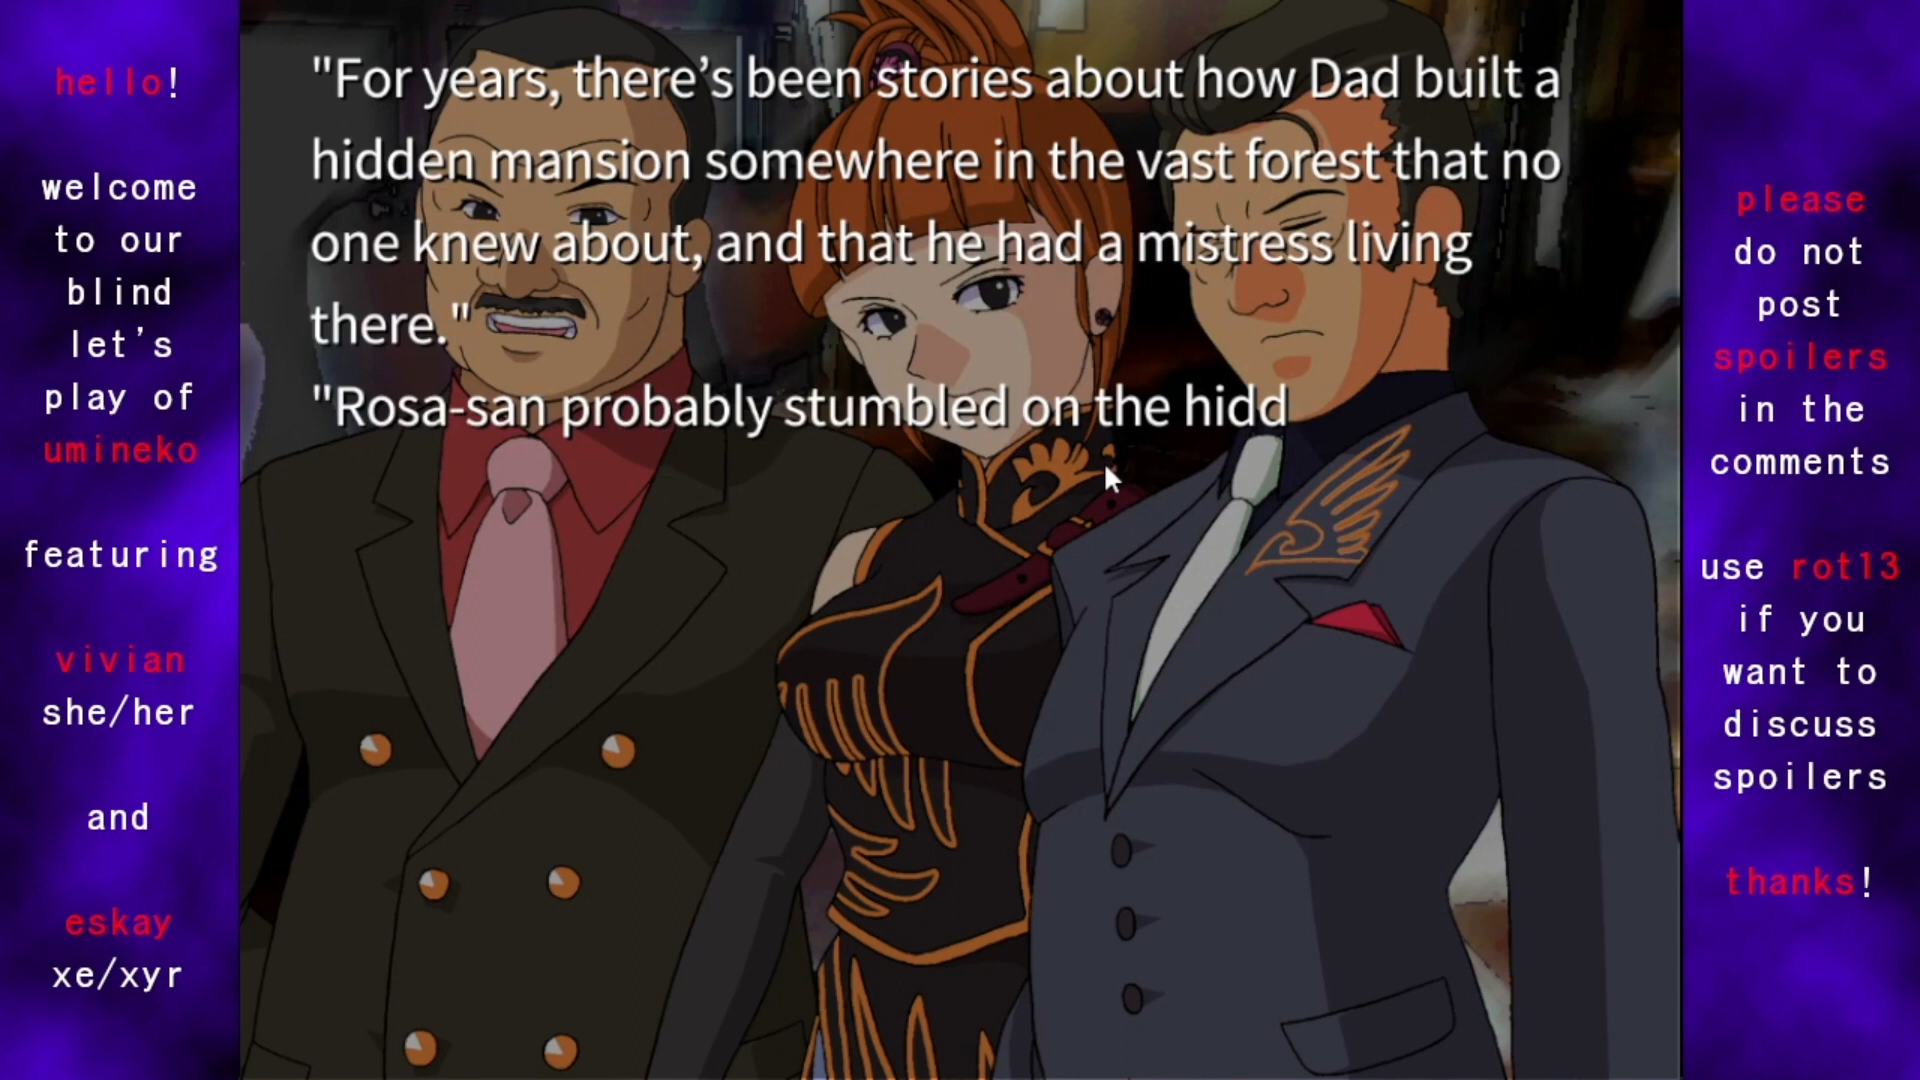 hello!
welcome
to our
blind
let's
play of
umineko
featuring
vivian
she/her
and
eskay
xe/xyr
"For years, there’s been stories about how Dad built a
hidden mansion somewhere in the vast forest that no
one knew about, and that he had a mistress living
there."
"Rosa-san probably stumbled on the hidd
please
do not
post
spoilers
in the
comments
use rot13
if you
want to
discuss
spoilers
thanks!